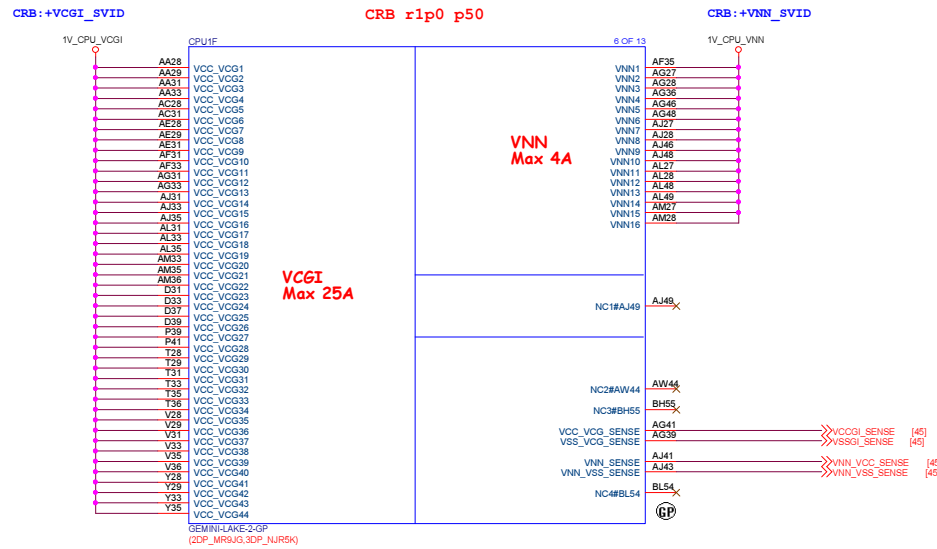 CRB:+VCGI_SVID
CRB r1p0 p50
CRB:+VNN_SVID
1V_CPU_VCGI
CPU1F
6 OF 13
1V_CPU_VNN
AA28 VCC_VCG1
AA29 VCC_VCG2
AA31 VCC_VCG3
AA33 VCC_VCG4
AC28 VCC_VCG5
AC31 VCC_VCG6
AE28 VCC_VCG7
AE29 VCC_VCG8
AE31 VCC_VCG9
AF31 VCC_VCG10
AF33 VCC_VCG11
AG31 VCC_VCG12
AG33 VCC_VCG13
AJ31 VCC_VCG14
AJ33 VCC_VCG15
AJ35 VCC_VCG16
AL31 VCC_VCG17
AL33 VCC_VCG18
AL35 VCC_VCG19
AM33 VCC_VCG20
AM35 VCC_VCG21
AM36 VCC_VCG22
D31 VCC_VCG23
D33 VCC_VCG24
D37 VCC_VCG25
D39 VCC_VCG26
P39 VCC_VCG27
P41 VCC_VCG28
T28 VCC_VCG29
T29 VCC_VCG30
T31 VCC_VCG31
T33 VCC_VCG32
T35 VCC_VCG33
T36 VCC_VCG34
V28 VCC_VCG35
V29 VCC_VCG36
V31 VCC_VCG37
V33 VCC_VCG38
V35 VCC_VCG39
V36 VCC_VCG40
Y28 VCC_VCG41
Y29 VCC_VCG42
Y33 VCC_VCG43
Y35 VCC_VCG44
VCGI
Max 25A
VNN
Max 4A
VNN1 AF35
VNN2 AG27
VNN3 AG28
VNN4 AG36
VNN5 AG46
VNN6 AG48
VNN7 AJ27
VNN8 AJ28
VNN9 AJ46
VNN10 AJ48
VNN11 AL27
VNN12 AL28
VNN13 AL48
VNN14 AL49
VNN15 AM27
VNN16 AM28
NC1#AJ49 AJ49
NC2#AW44 AW44
NC3#BH55 BH55
VCC_VCG_SENSE AG41 VCCGI_SENSE [45]
VSS_VCG_SENSE AG39 VSSGI_SENSE [45]
VNN_SENSE AJ41 VNN_VCC_SENSE [45
VNN_VSS_SENSE AJ43 VNN_VSS_SENSE [45
NC4#BL54 BL54
GP
GEMINI-LAKE-2-GP
(2DP_MR9JG,3DP_NJR5K)